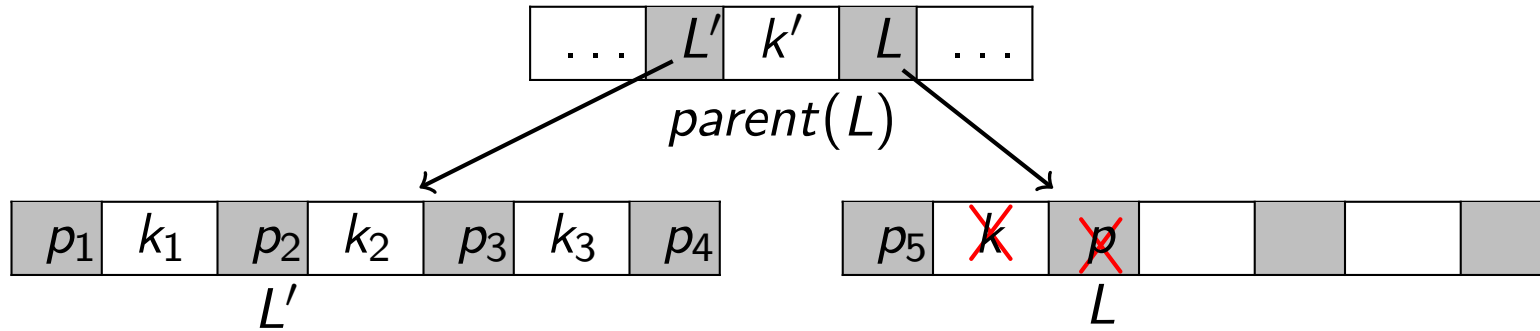 ... L′ k′ L ...
parent(L)
p₁ k₁ p₂ k₂ p₃ k₃ p₄ p₅ k p
L′ L